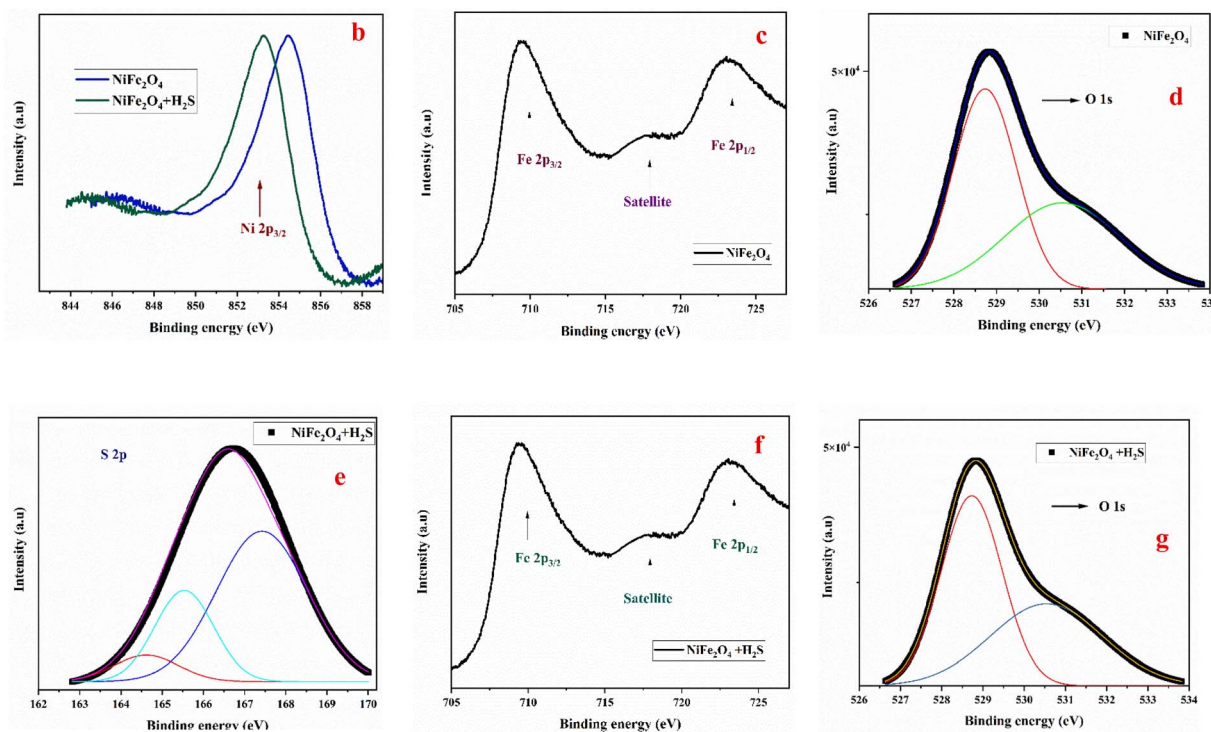 b
NiFe₂O₄
NiFe₂O₄+H₂S
Ni 2p₃/₂
Intensity (a.u)
844 846 848 850 852 854 856 858
Binding energy (eV)
c
Fe 2p₃/₂
Fe 2p₁/₂
Satellite
NiFe₂O₄
Intensity (a.u)
705 710 715 720 725
Binding energy (eV)
NiFe₂O₄
5×10⁴
O 1s
d
Intensity (a.u)
526 527 528 529 530 531 532 533 53
Binding energy (eV)
NiFe₂O₄+H₂S
S 2p
e
Intensity (a.u)
162 163 164 165 166 167 168 169 170
Binding energy (eV)
f
Fe 2p₃/₂
Fe 2p₁/₂
Satellite
NiFe₂O₄ +H₂S
Intensity (a.u)
705 710 715 720 725
Binding energy (eV)
5×10⁴
NiFe₂O₄ +H₂S
O 1s
g
Intensity (a.u)
526 527 528 529 530 531 532 533 534
Binding energy (eV)